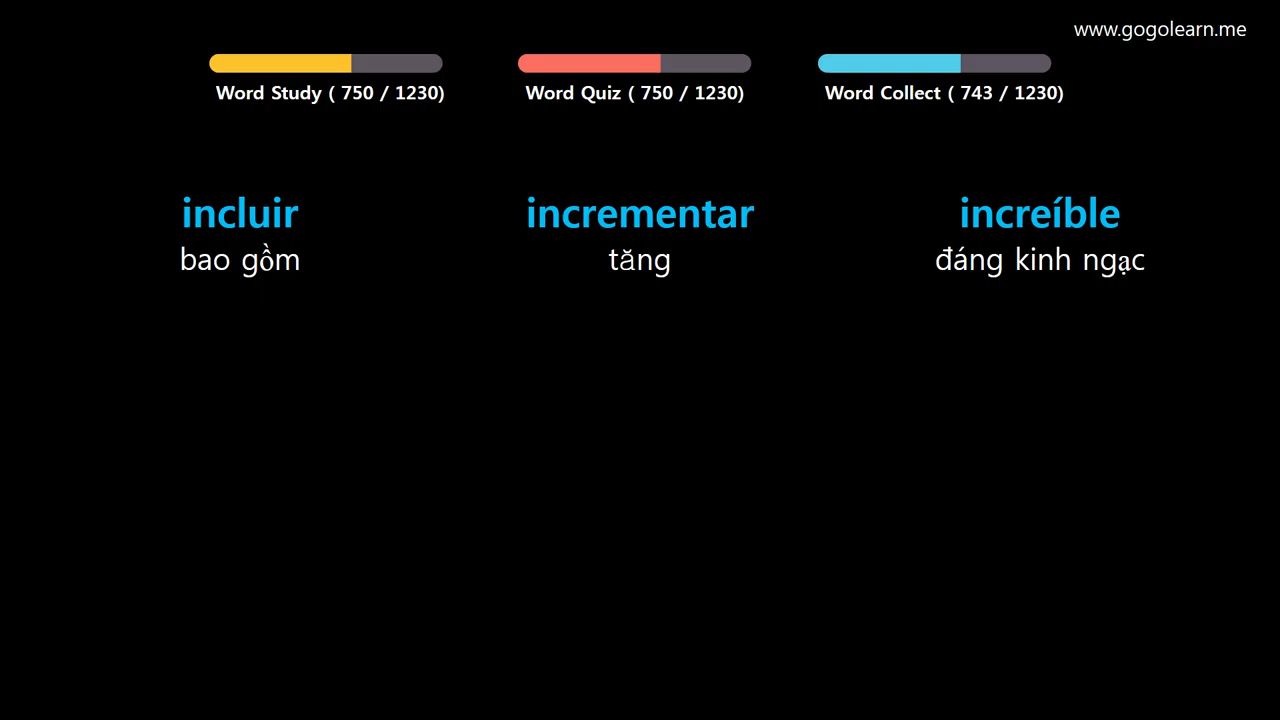 www.gogolearn.me
Word Study ( 750 / 1230)
Word Quiz ( 750 / 1230)
Word Collect ( 743 / 1230)
incluir
bao gồm
incrementar
tăng
increíble
đáng kinh ngạc